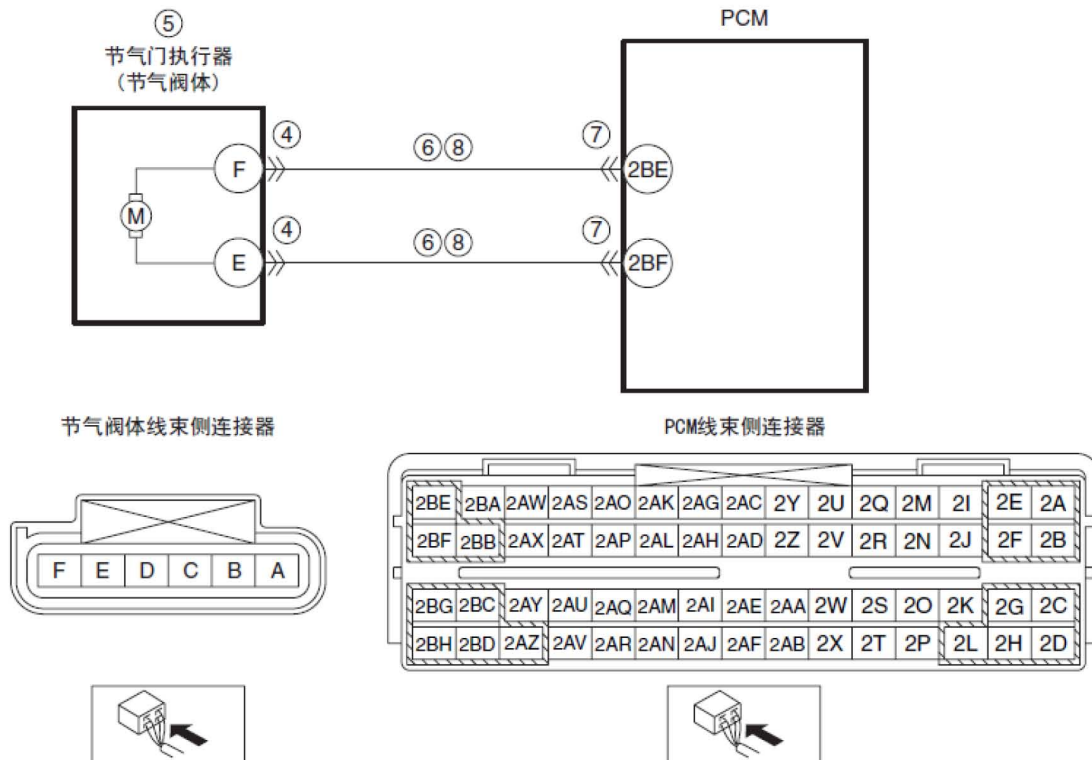 ⑤
节气门执行器
（节气阀体）
PCM
F ④ ⑥⑧ ⑦ 2BE
M
E ④ ⑥⑧ ⑦ 2BF
节气阀体线束侧连接器
PCM线束侧连接器
F E D C B A
2BE 2BA 2AW 2AS 2AO 2AK 2AG 2AC 2Y 2U 2Q 2M 2I 2E 2A
2BF 2BB 2AX 2AT 2AP 2AL 2AH 2AD 2Z 2V 2R 2N 2J 2F 2B
2BG 2BC 2AY 2AU 2AQ 2AM 2AI 2AE 2AA 2W 2S 2O 2K 2G 2C
2BH 2BD 2AZ 2AV 2AR 2AN 2AJ 2AF 2AB 2X 2T 2P 2L 2H 2D